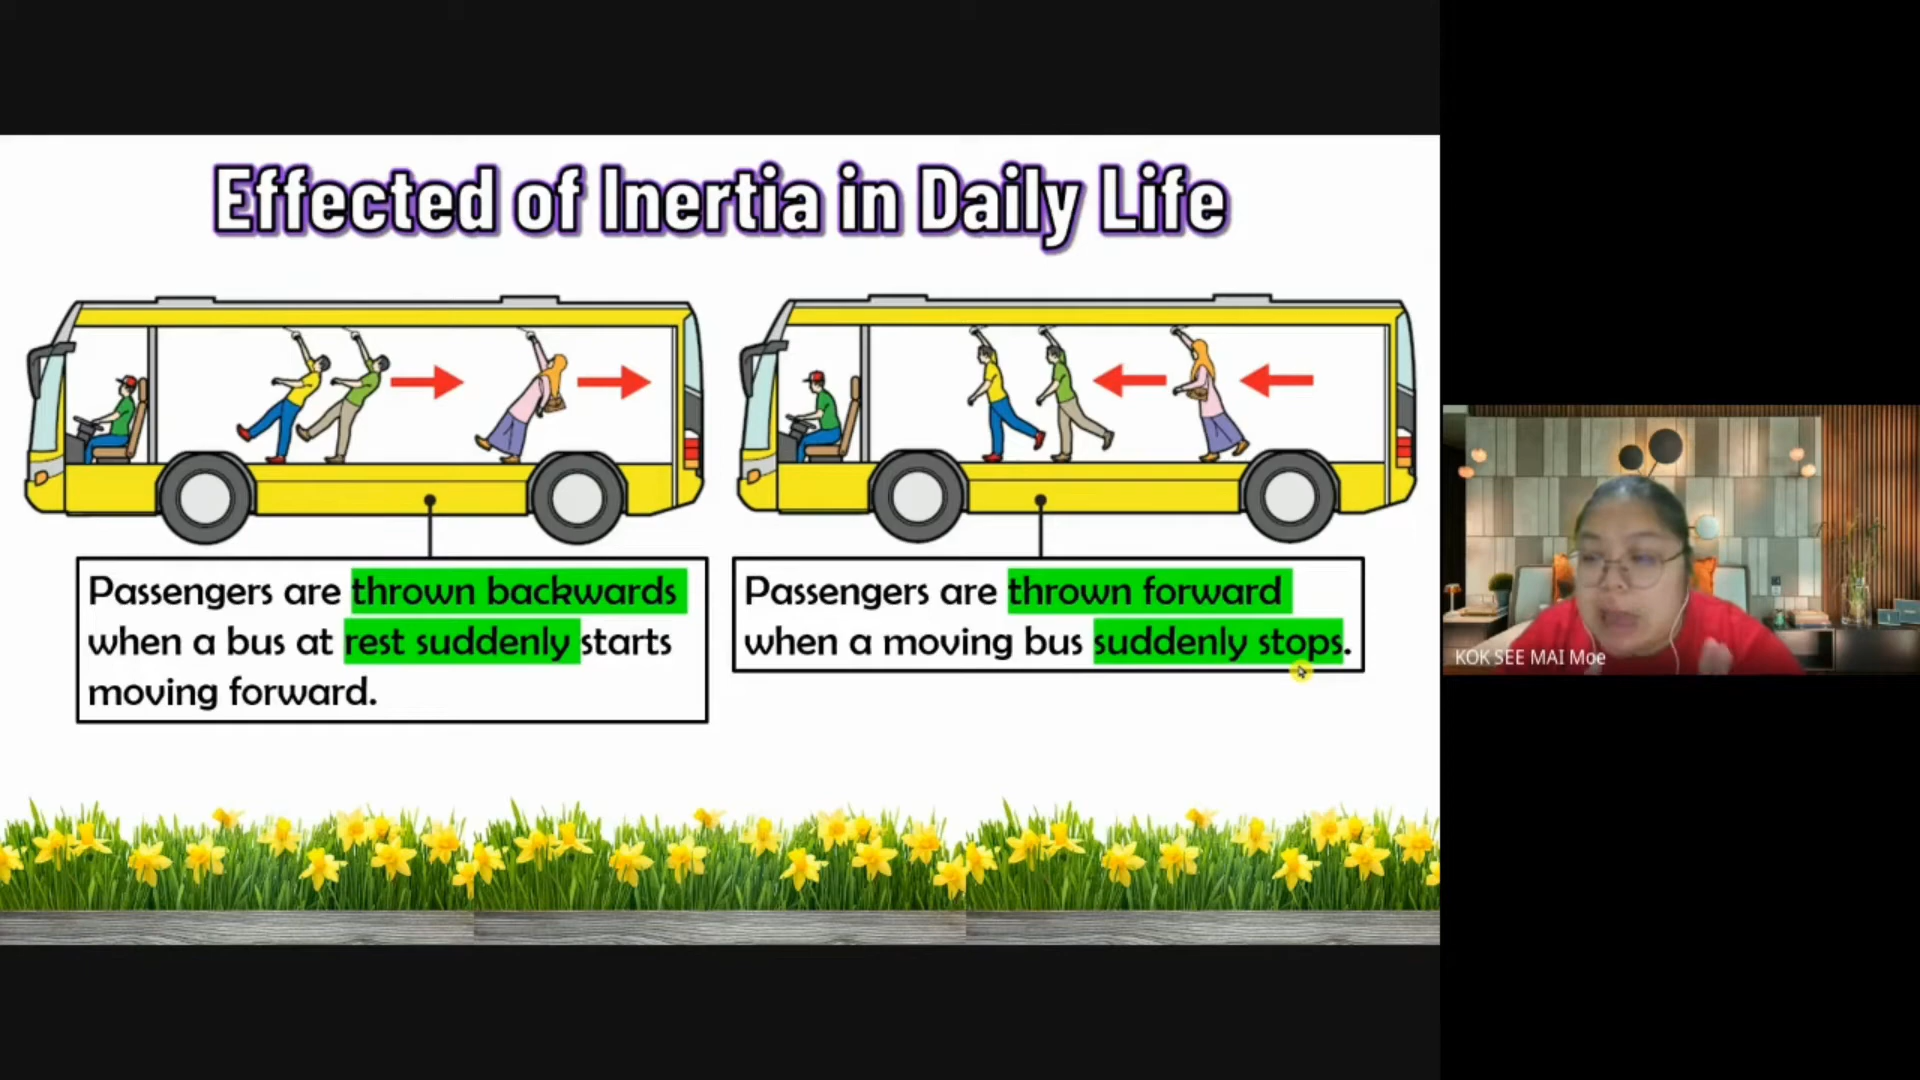 Effected of Inertia in Daily Life
Passengers are thrown backwards
when a bus at rest suddenly starts
moving forward.
Passengers are thrown forward
when a moving bus suddenly stops.
KOK SEE MAI Moe